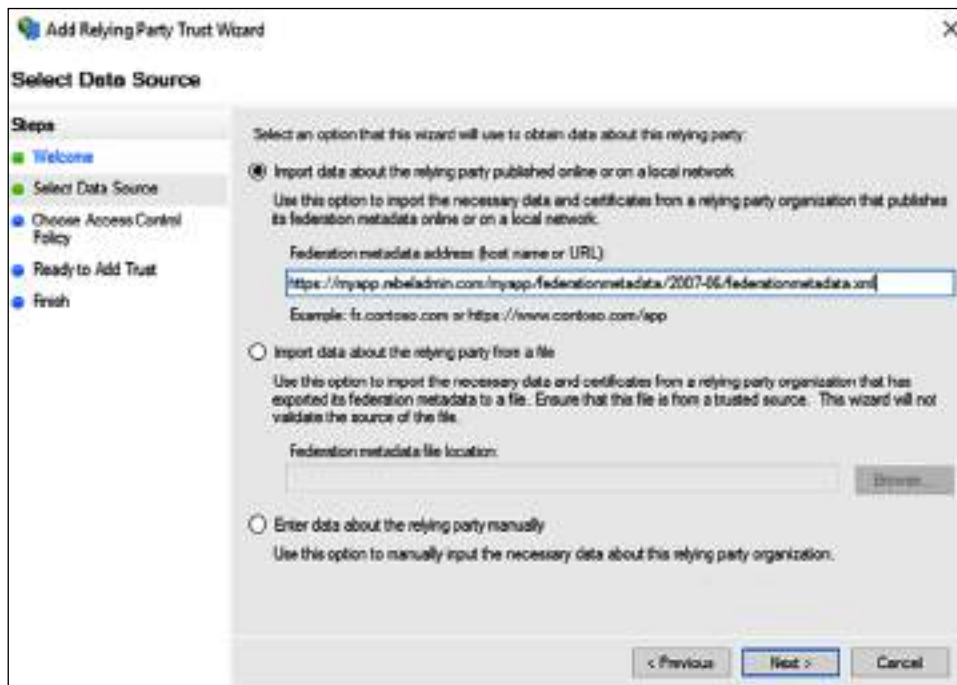 Add Relying Party Trust Wizard
Select Data Source
Steps
Welcome
Select Data Source
Choose Access Control
Policy
Ready to Add Trust
Finish
Select an option that this wizard will use to obtain data about this relying party:
Import data about the relying party published online or on a local network
Use this option to import the necessary data and certificates from a relying party organization that publishes
its federation metadata online or on a local network.
Federation metadata address (host name or URL):
https://myapp.rebeladmin.com/myapp/federationmetadata/2007-06/federationmetadata.xml
Example: fs.contoso.com or https://www.contoso.com/app
Import data about the relying party from a file
Use this option to import the necessary data and certificates from a relying party organization that has
exported its federation metadata to a file. Ensure that this file is from a trusted source. This wizard will not
validate the source of the file.
Federation metadata file location:
Browse...
Enter data about the relying party manually
Use this option to manually input the necessary data about this relying party organization.
< Previous
Next >
Cancel